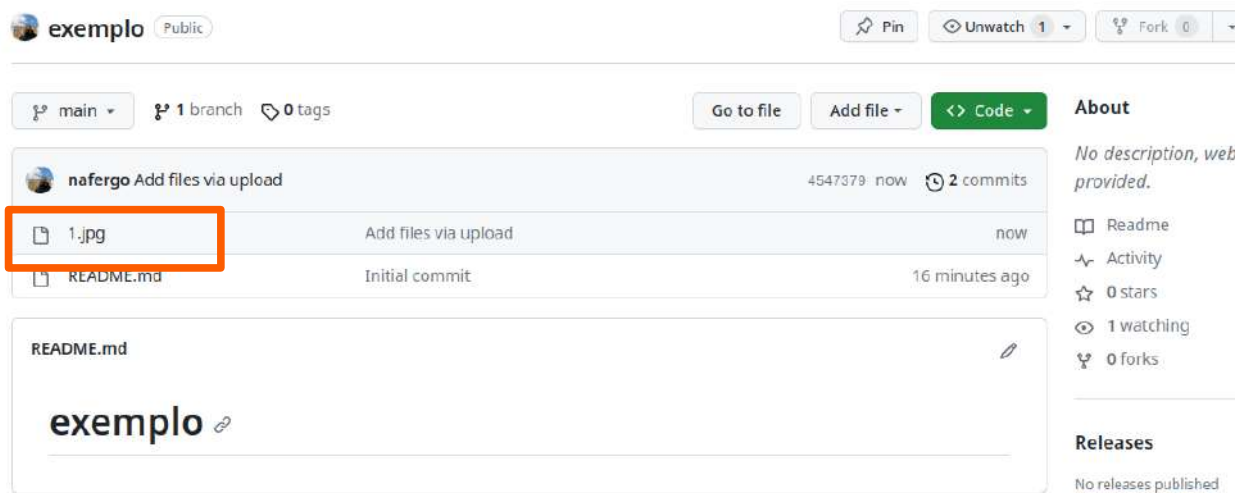 exemplo Public
Pin Unwatch 1 Fork 0
main 1 branch 0 tags Go to file Add file <> Code
nafergo Add files via upload 4547379 now 2 commits
1.jpg Add files via upload now
README.md Initial commit 16 minutes ago
README.md
exemplo
About
No description, web
provided.
Readme
Activity
0 stars
1 watching
0 forks
Releases
No releases published